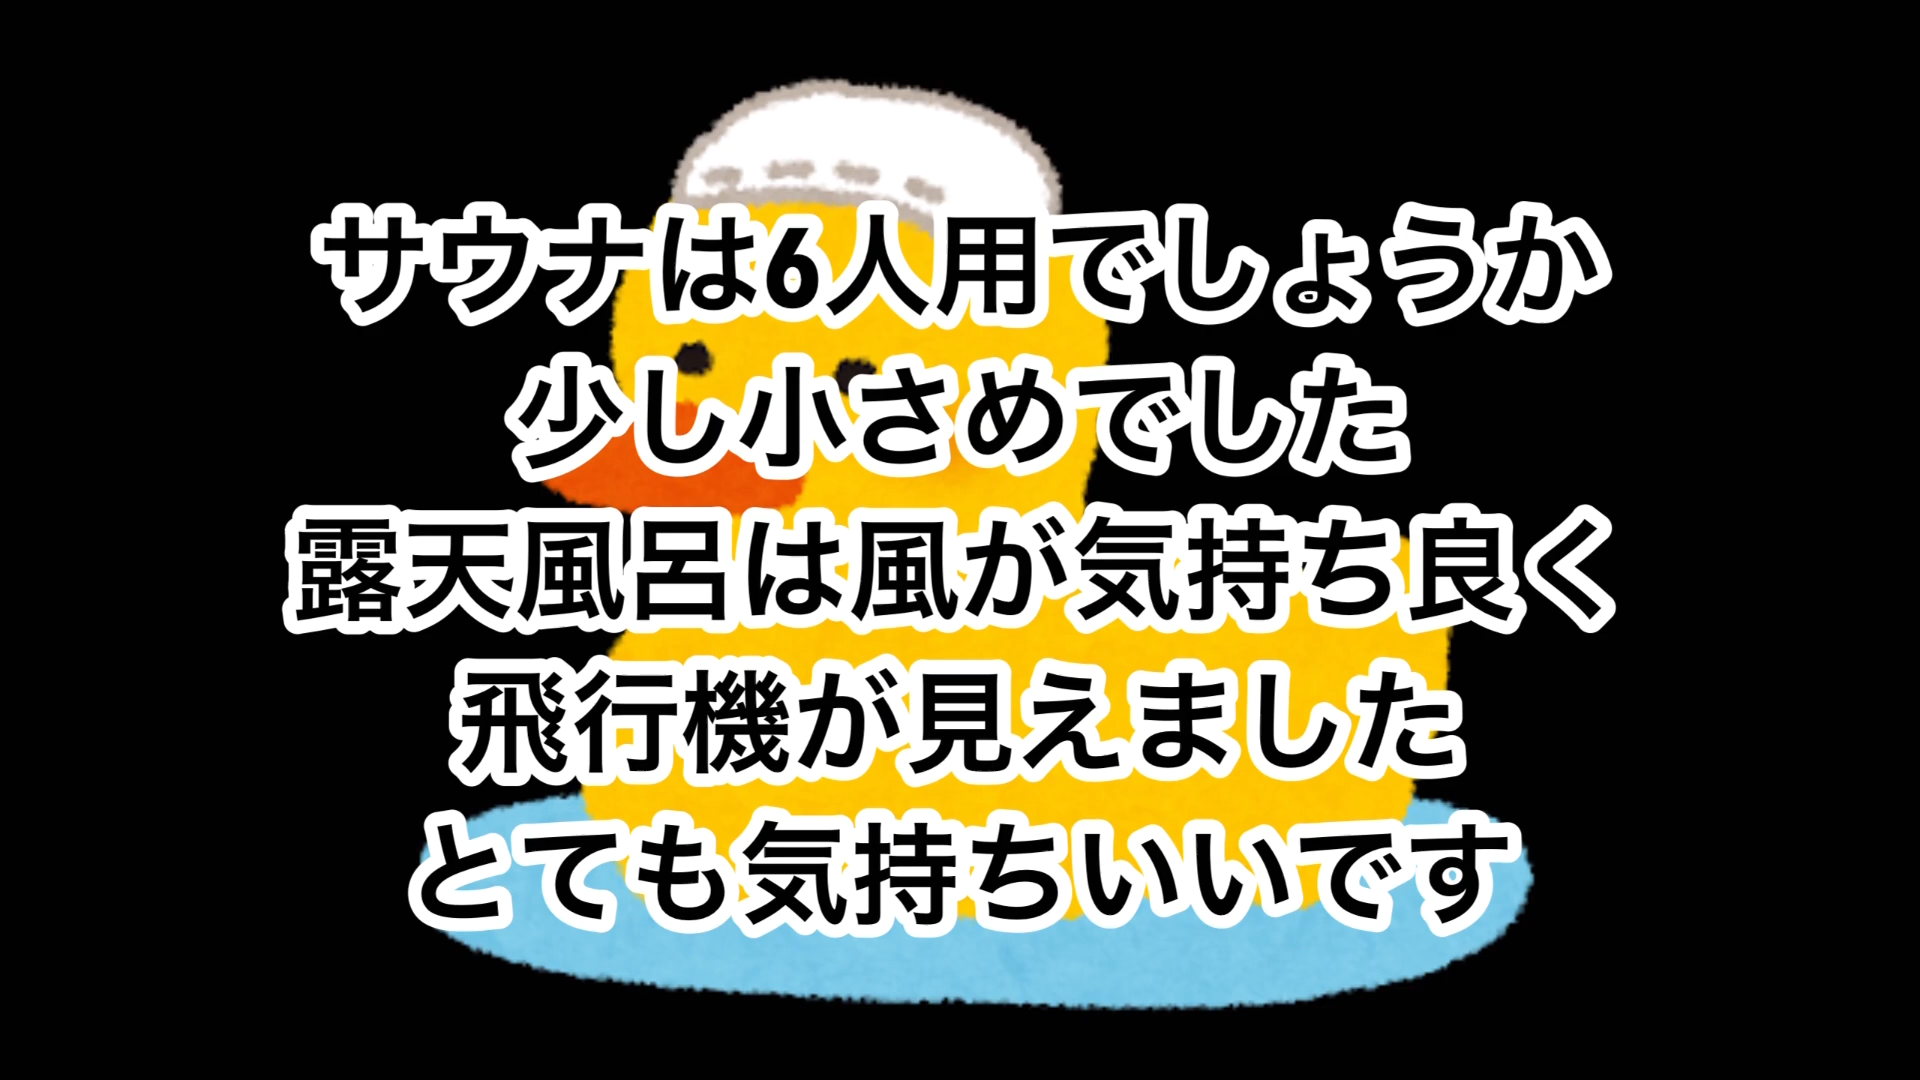 サウナは6人用でしょうか
少し小さめでした
露天風呂は風が気持ち良く
飛行機が見えました
とても気持ちいいです